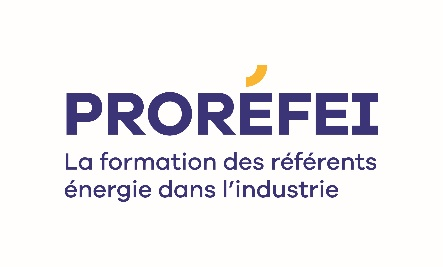 PRORÉFEI
La formation des référents
énergie dans l'industrie